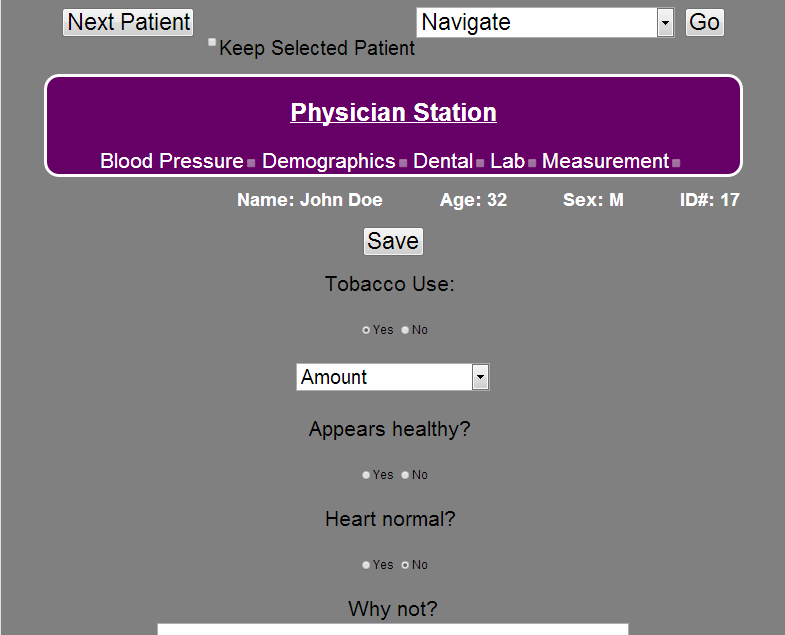 Next Patient Navigate Go
Keep Selected Patient
Physician Station
Blood Pressure Demographics Dental Lab Measurement
Name: John Doe Age: 32 Sex: M ID#: 17
Save
Tobacco Use:
Yes No
Amount
Appears healthy?
Yes No
Heart normal?
Yes No
Why not?